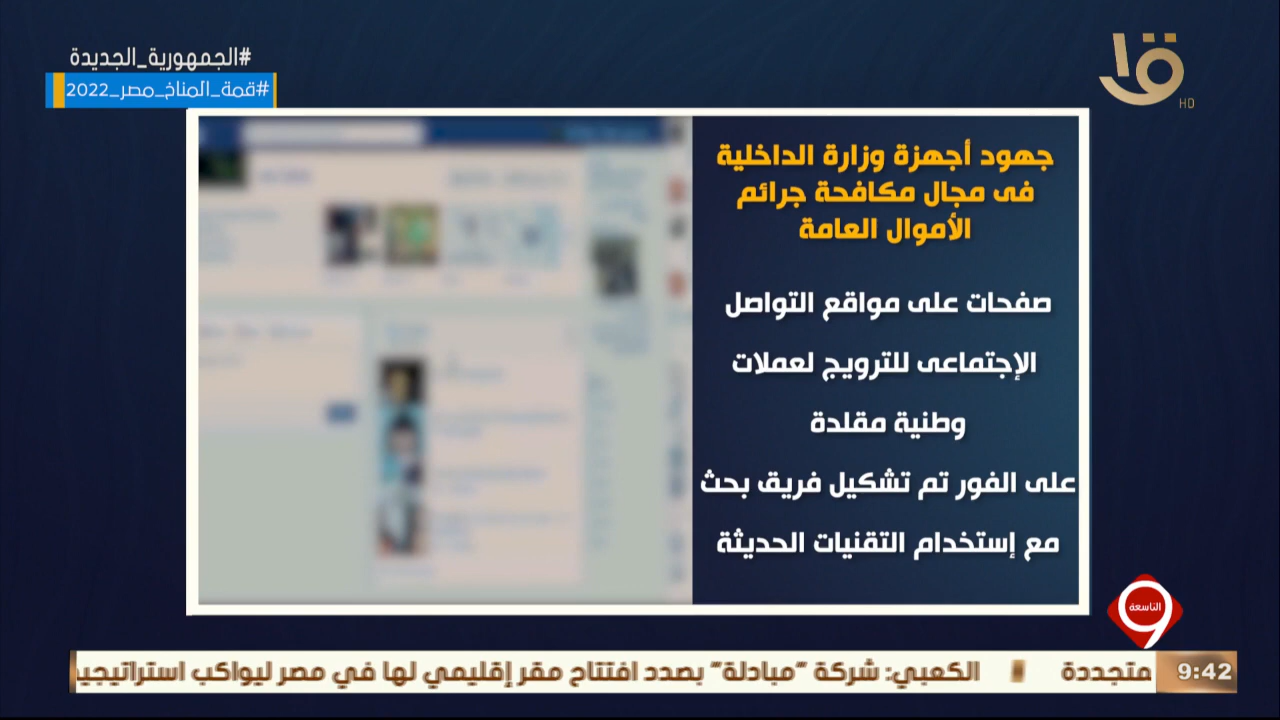 #الجمهورية_الجديدة
#قمة_المناخ_مصر_2022
HD
جهود أجهزة وزارة الداخلية
فى مجال مكافحة جرائم
الأموال العامة
صفحات على مواقع التواصل
الإجتماعى للترويج لعملات
وطنية مقلدة
على الفور تم تشكيل فريق بحث
مع إستخدام التقنيات الحديثة
التاسعة
9
9:42 متجددة الكعبي: شركة "مبادلة" بصدد افتتاح مقر إقليمي لها في مصر ليواكب